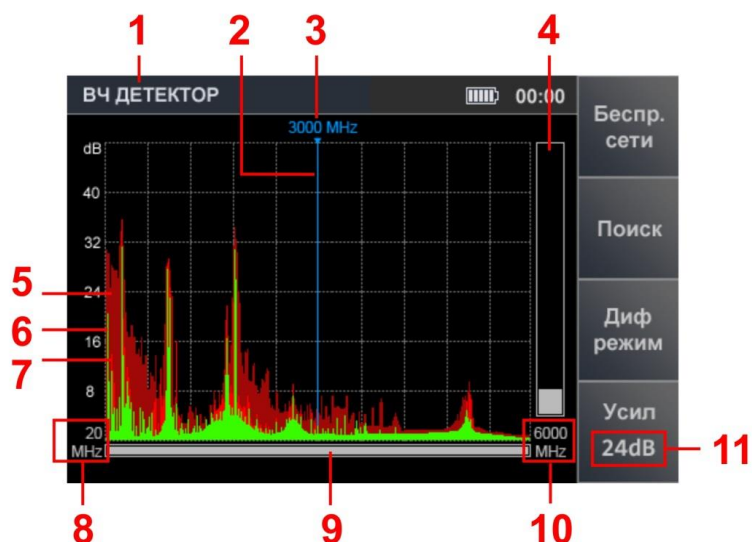 1
2
3
4
ВЧ ДЕТЕКТОР
00:00
3000 MHz
dB
40
32
24
16
8
20
MHz
6000
MHz
Беспр.
сети
Поиск
Диф
режим
Усил
24dB
5
6
7
8
9
10
11